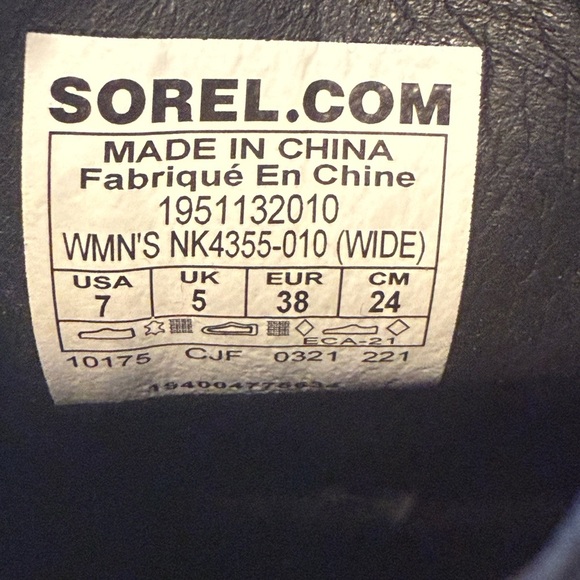 SOREL.COM
MADE IN CHINA
Fabriqué En Chine
1951132010
WMN'S NK4355-010 (WIDE)
USA UK EUR CM
7 5 38 24
ECA-21
10175 CJF 0321 221